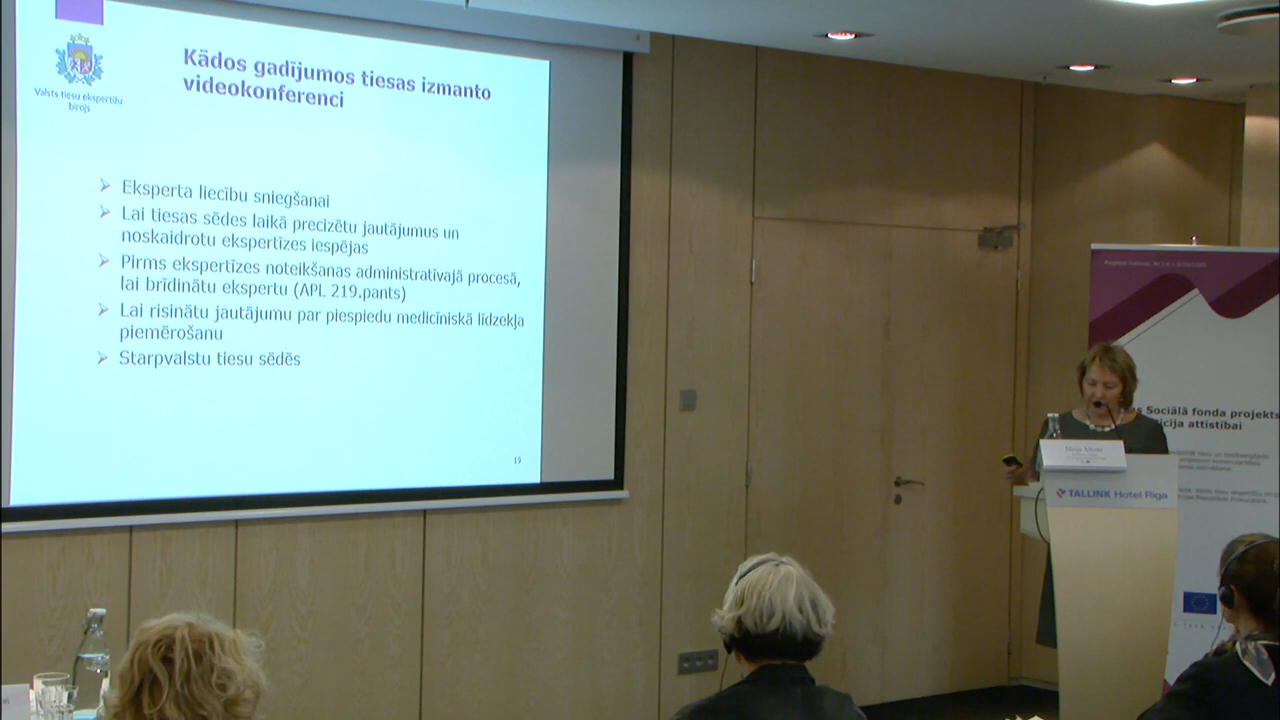 Valsts tiesu ekspertīžu
birojs
Kādos gadījumos tiesas izmanto
videokonferenci
Eksperta liecību sniegšanai
Lai tiesas sēdes laikā precizētu jautājumus un
noskaidrotu ekspertīzes iespējas
Pirms ekspertīzes noteikšanas administratīvajā procesā,
lai brīdinātu ekspertu (APL 219.pants)
Lai risinātu jautājumu par piespiedu medicīniskā līdzekļa
piemērošanu
Starpvalstu tiesu sēdēs
19
Sociālā fonda projekts
attīstībai
TALLINK Hotel Riga